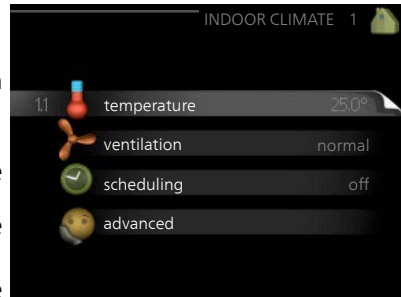 INDOOR CLIMATE 1
1.1 temperature 25.0°
ventilation normal
scheduling off
advanced